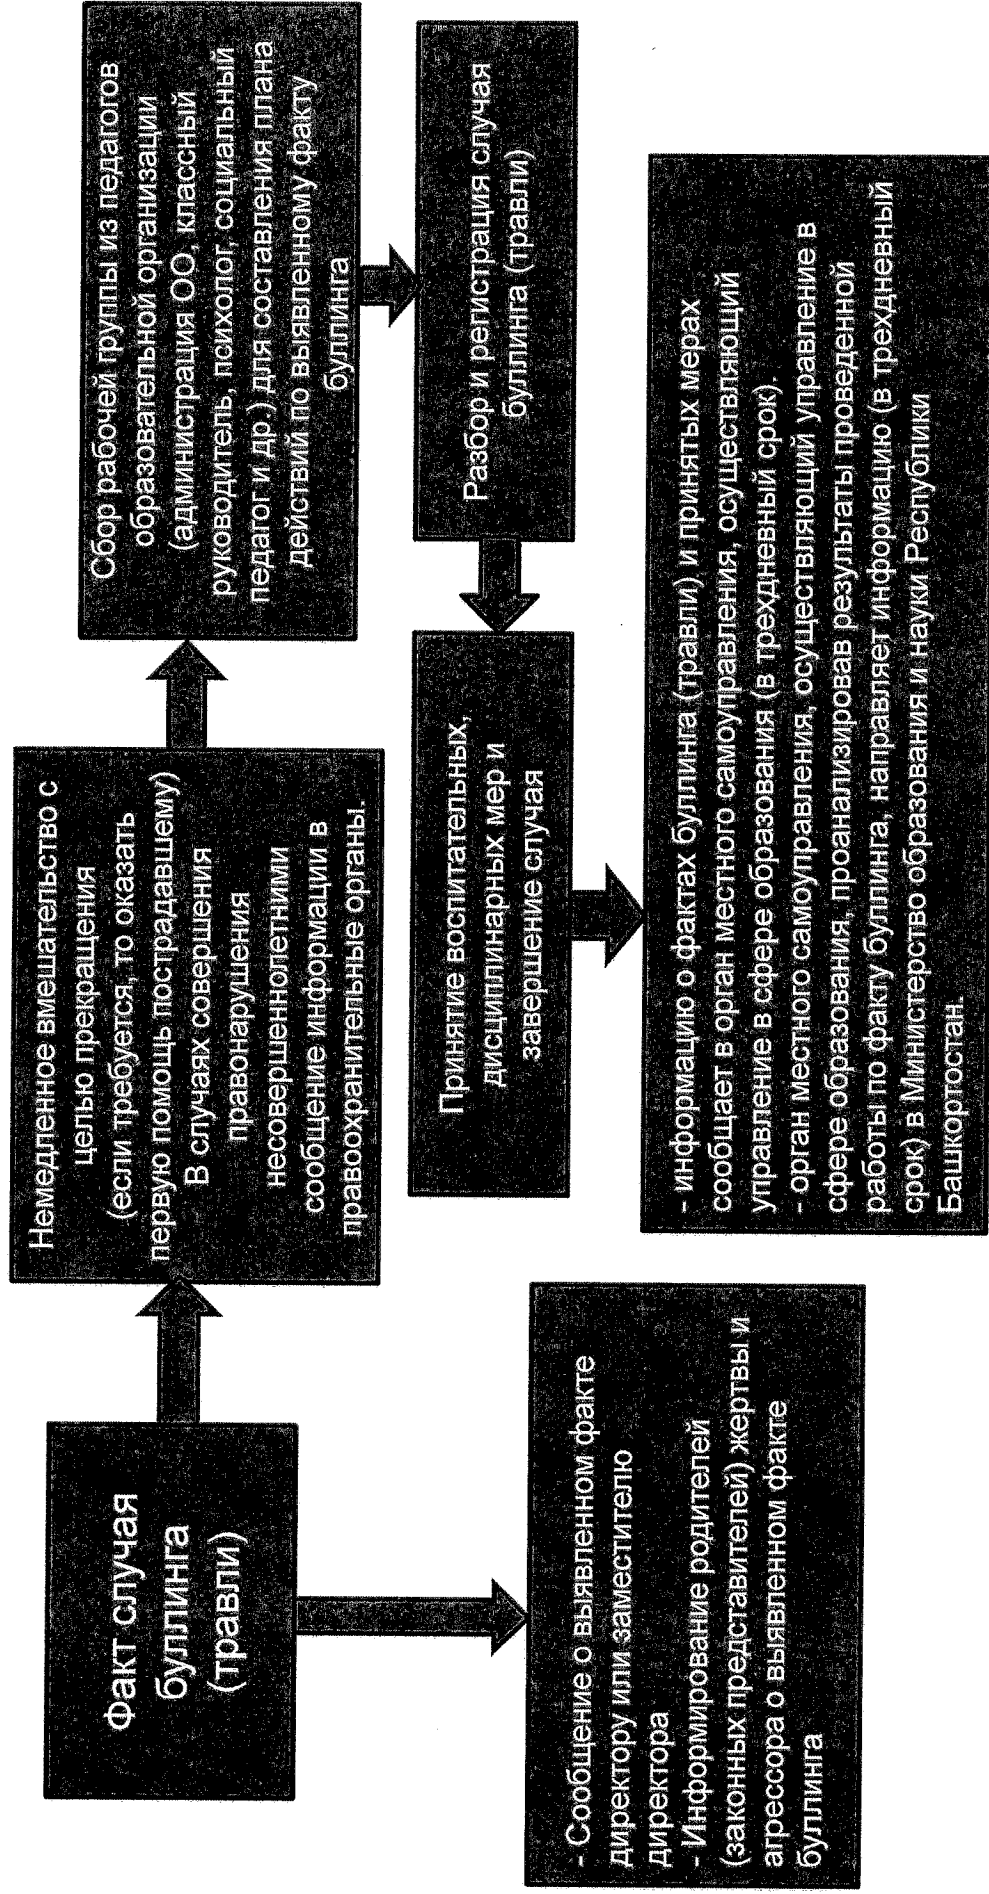 Факт случая
буллинга
(травли)
Немедленное вмешательство с
целью прекращения
(если требуется, то оказать
первую помощь пострадавшему)
В случаях совершения
правонарушения
несовершеннолетними
сообщение информации в
правоохранительные органы.
Сбор рабочей группы из педагогов
образовательной организации
(администрация ОО, классный
руководитель, психолог, социальный
педагог и др.) для составления плана
действий по выявленному факту
буллинга
Разбор и регистрация случая
буллинга (травли)
Принятие воспитательных,
дисциплинарных мер и
завершение случая
- информацию о фактах буллинга (травли) и принятых мерах
сообщает в орган местного самоуправления, осуществляющий
управление в сфере образования (в трехдневный срок).
- орган местного самоуправления, осуществляющий управление в
сфере образования, проанализировав результаты проведенной
работы по факту буллинга, направляет информацию (в трехдневный
срок) в Министерство образования и науки Республики
Башкортостан.
- Сообщение о выявленном факте
директору или заместителю
директора
- Информирование родителей
(законных представителей) жертвы и
агрессора о выявленном факте
буллинга